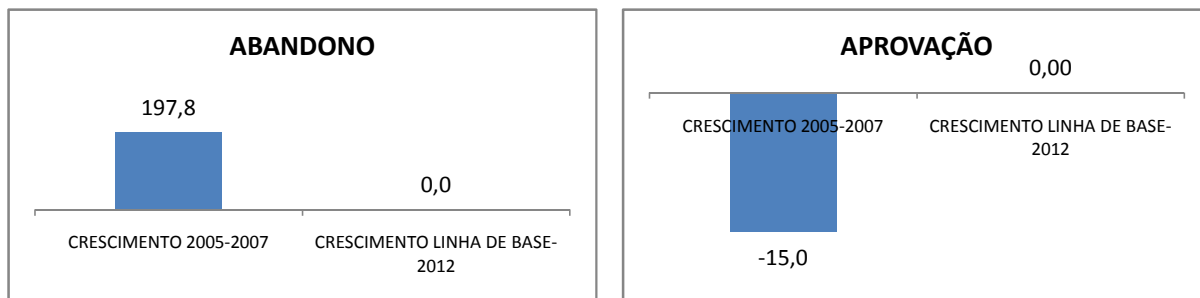 ABANDONO
197,8
0,0
CRESCIMENTO 2005-2007
CRESCIMENTO LINHA DE BASE-
2012
APROVAÇÃO
0,00
CRESCIMENTO 2005-2007
CRESCIMENTO LINHA DE BASE-
2012
-15,0